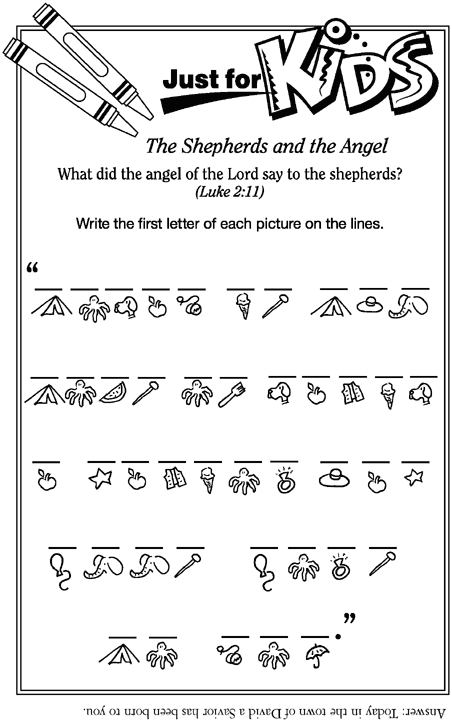 Just for KiDS
The Shepherds and the Angel
What did the angel of the Lord say to the shepherds?
(Luke 2:11)
Write the first letter of each picture on the lines.
“
.”
Answer: Today in the town of David a Savior has been born to you.